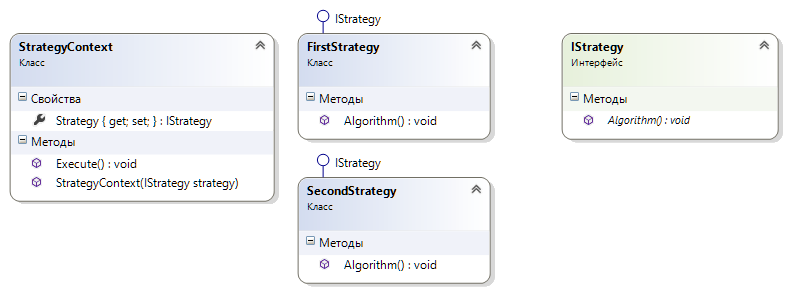 StrategyContext
Класс
Свойства
Strategy { get; set; } : IStrategy
Методы
Execute() : void
StrategyContext(IStrategy strategy)
IStrategy
FirstStrategy
Класс
Методы
Algorithm() : void
IStrategy
SecondStrategy
Класс
Методы
Algorithm() : void
IStrategy
Интерфейс
Методы
Algorithm() : void